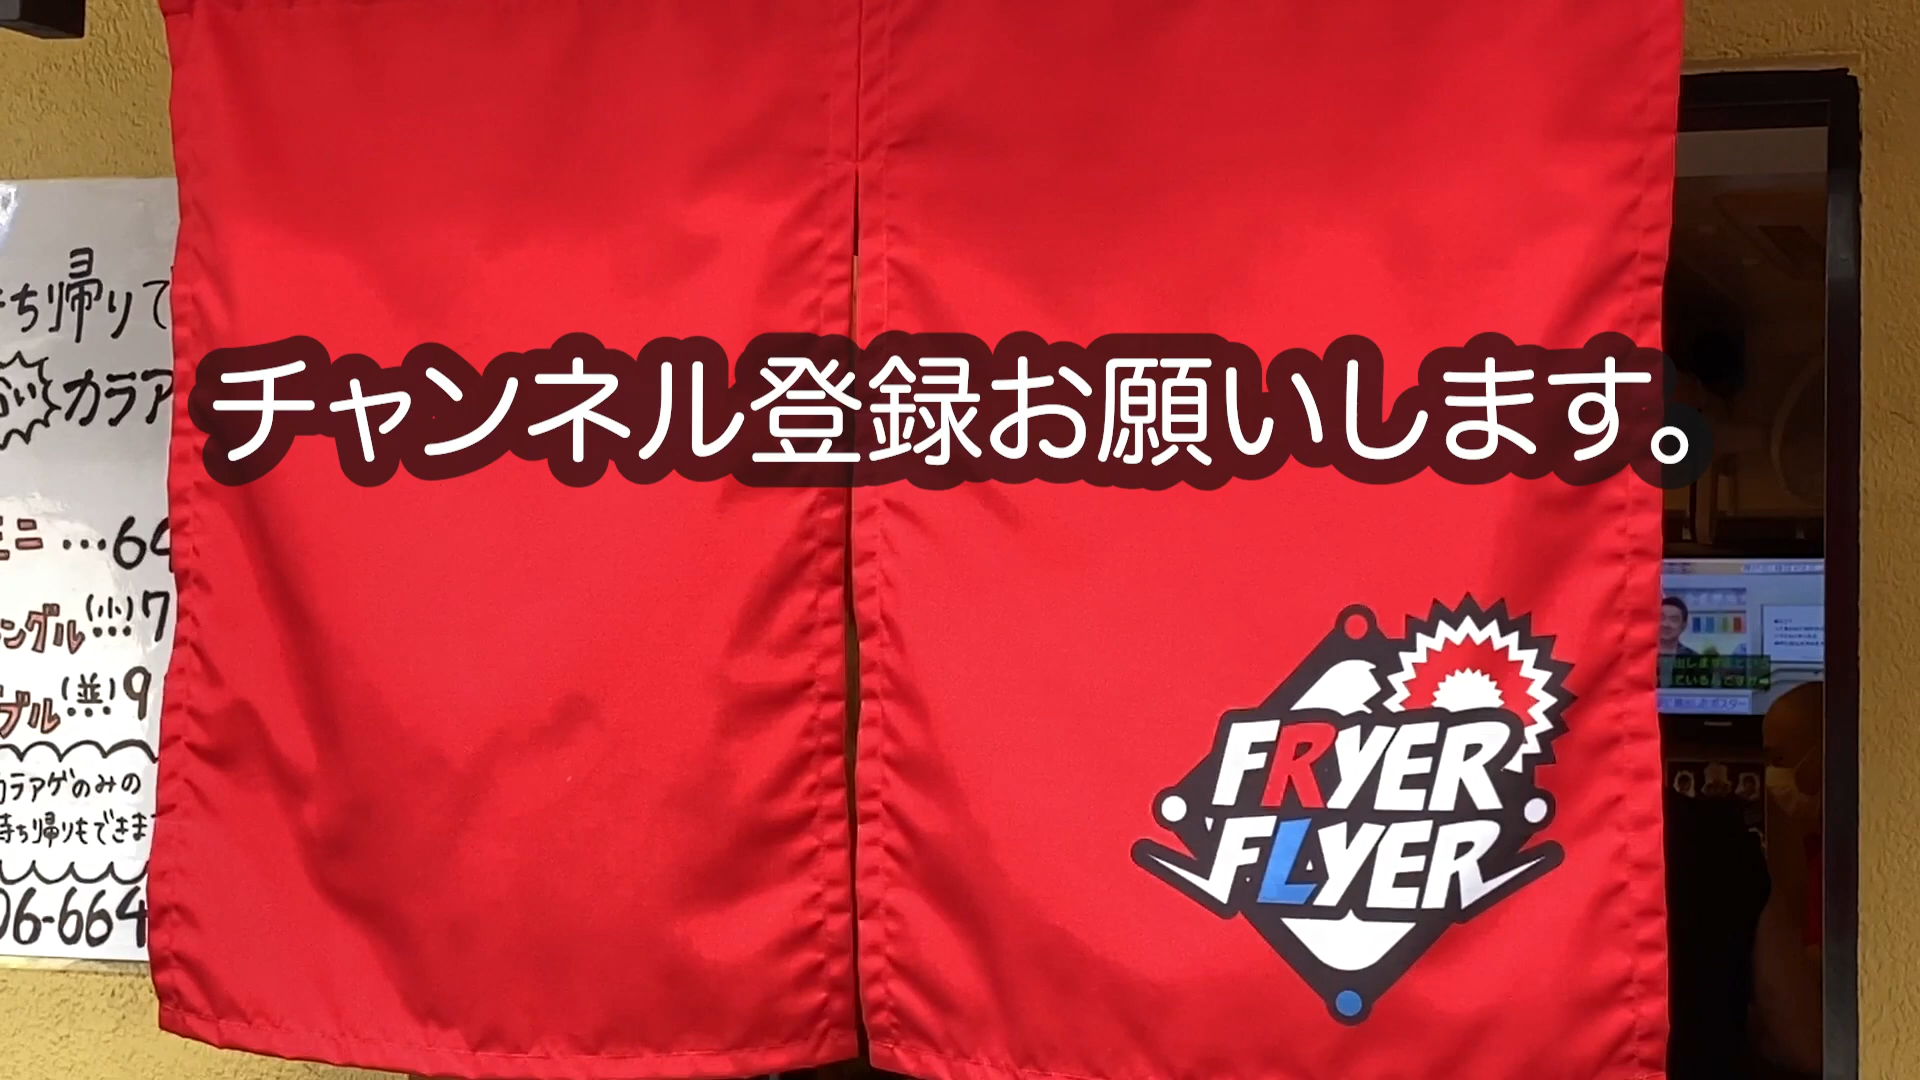 チャンネル登録お願いします。
ち帰りて
カラア
ミニ…64
ングル(小)7
ブル(並)9
カラアゲのみの
持ち帰りもできま
06-664
FRYER
FLYER